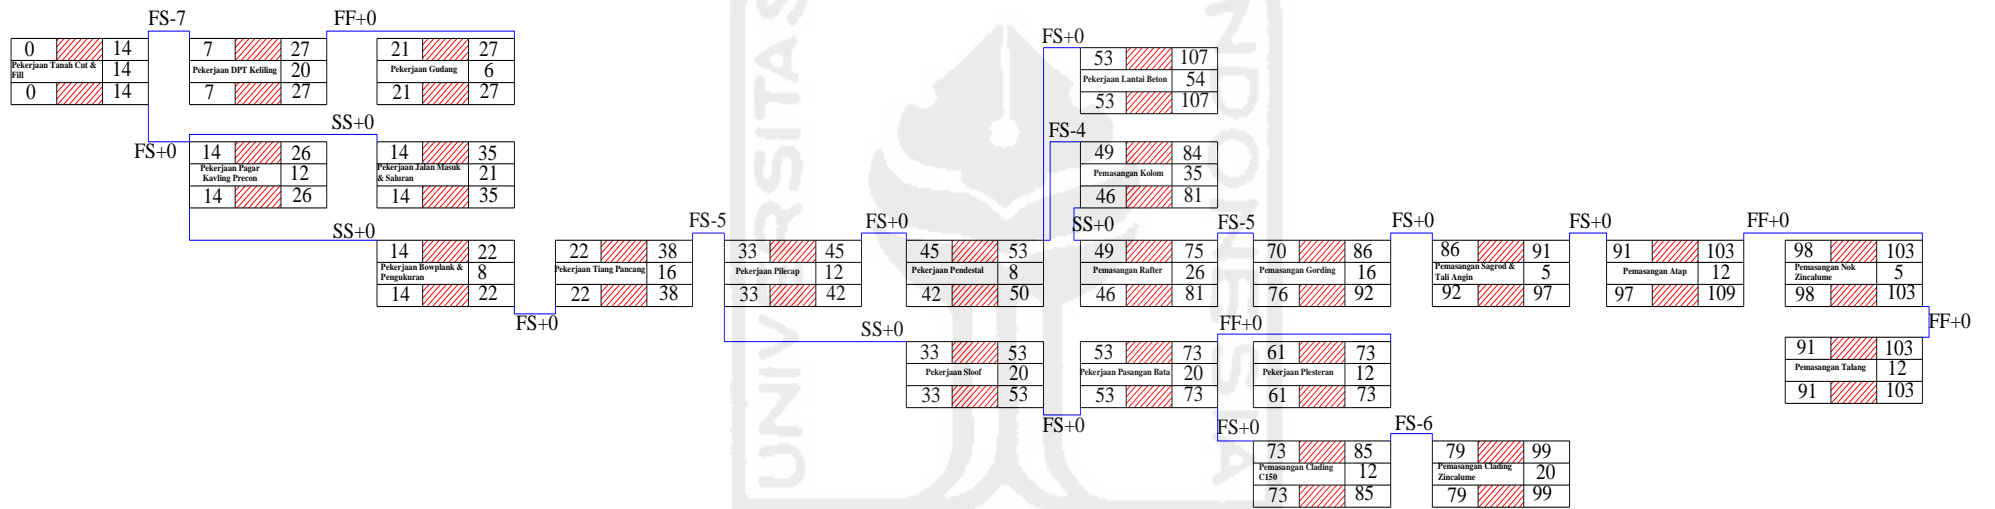 FS-7
FF+0
0 14
Pekerjaan Tanah Cut &
Fill
14
0 14
7 27
Pekerjaan DPT Keliling 20
7 27
21 27
Pekerjaan Gudang 6
21 27
FS+0
53 107
Pekerjaan Lantai Beton 54
53 107
FS+0
SS+0
14 26
Pekerjaan Pagar
Kavling Precon
12
14 26
14 35
Pekerjaan Jalan Masuk
& Saluran
21
14 35
FS-4
49 84
Pemasangan Kolom 35
46 81
SS+0
14 22
Pekerjaan Bowplank &
Pengukuran
8
14 22
FS+0
22 38
Pekerjaan Tiang Pancang 16
22 38
FS-5
33 45
Pekerjaan Pilecap 12
33 42
FS+0
45 53
Pekerjaan Pendestal 8
42 50
SS+0
49 75
Pemasangan Rafter 26
46 81
FS-5
70 86
Pemasangan Gording 16
76 92
FS+0
86 91
Pemasangan Sagrod &
Tali Angin
5
92 97
FS+0
91 103
Pemasangan Atap 12
97 109
FF+0
98 103
Pemasangan Nok
Zincalume
5
98 103
FF+0
91 103
Pemasangan Talang 12
91 103
SS+0
33 53
Pekerjaan Sloof 20
33 53
FS+0
53 73
Pekerjaan Pasangan Bata 20
53 73
FF+0
61 73
Pekerjaan Plesteran 12
61 73
FS+0
73 85
Pemasangan Clading
C150
12
73 85
FS-6
79 99
Pemasangan Clading
Zincalume
20
79 99
UNIVERSITAS
INDONESIA